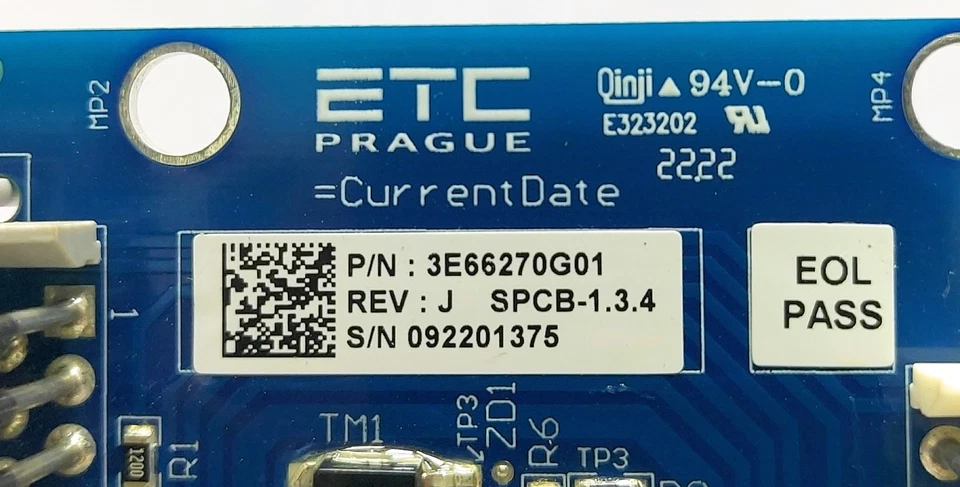 MP2
ETC
PRAGUE
Qinji ▲ 94V-0
E323202
2222
MP4
=CurrentDate
P/N : 3E66270G01
REV : J SPCB-1.3.4
S/N 092201375
EOL
PASS
1
TM1
TP3
ZD1
R6
TP3
R1
1200